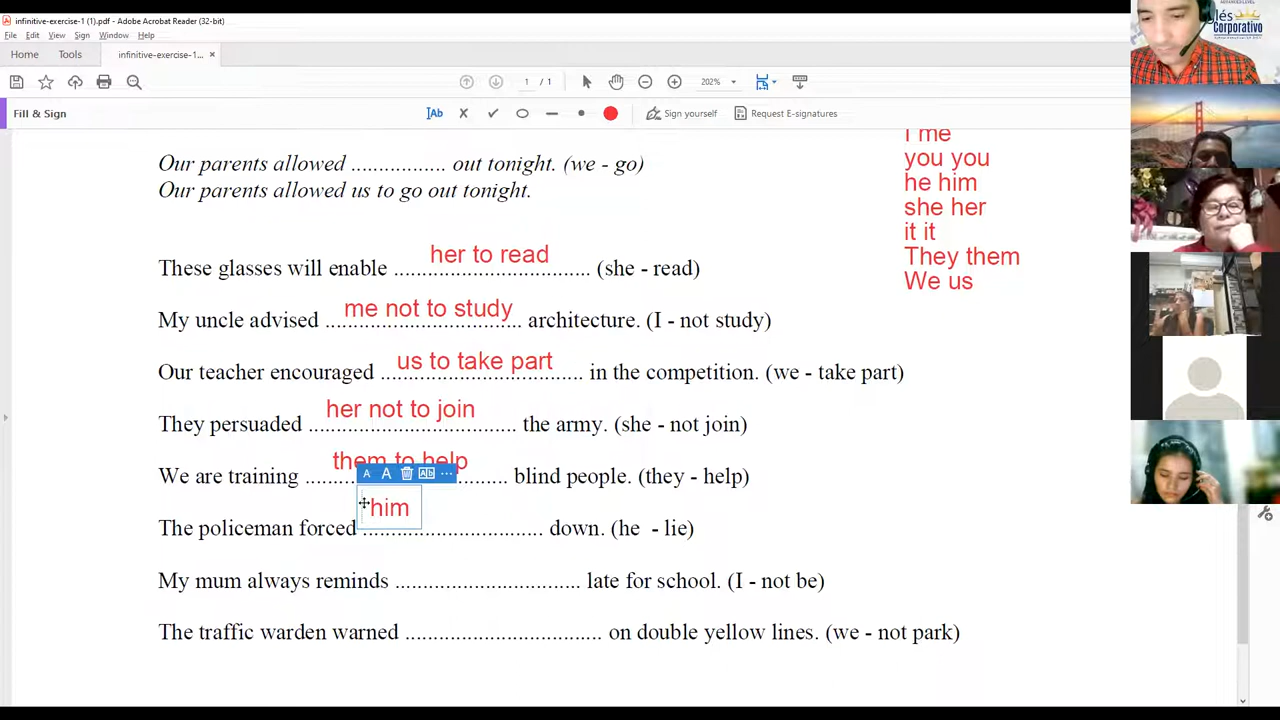 infinitive-exercise-1 (1).pdf - Adobe Acrobat Reader (32-bit)
File Edit View Sign Window Help
Home Tools infinitive-exercise-1... ×
1 / 1 202%
Fill & Sign Ab Sign yourself Request E-signatures
Our parents allowed ................. out tonight. (we - go)
Our parents allowed us to go out tonight.
her to read
These glasses will enable ................................... (she - read)
me not to study
My uncle advised ................................... architecture. (I - not study)
us to take part
Our teacher encouraged ................................... in the competition. (we - take part)
her not to join
They persuaded ..................................... the army. (she - not join)
them to help
We are training ..................................... blind people. (they - help)
A A Ab ...
him
The policeman forced ................................. down. (he - lie)
My mum always reminds ................................. late for school. (I - not be)
The traffic warden warned ................................... on double yellow lines. (we - not park)
I me
you you
he him
she her
it it
They them
We us
lés
Corporativo